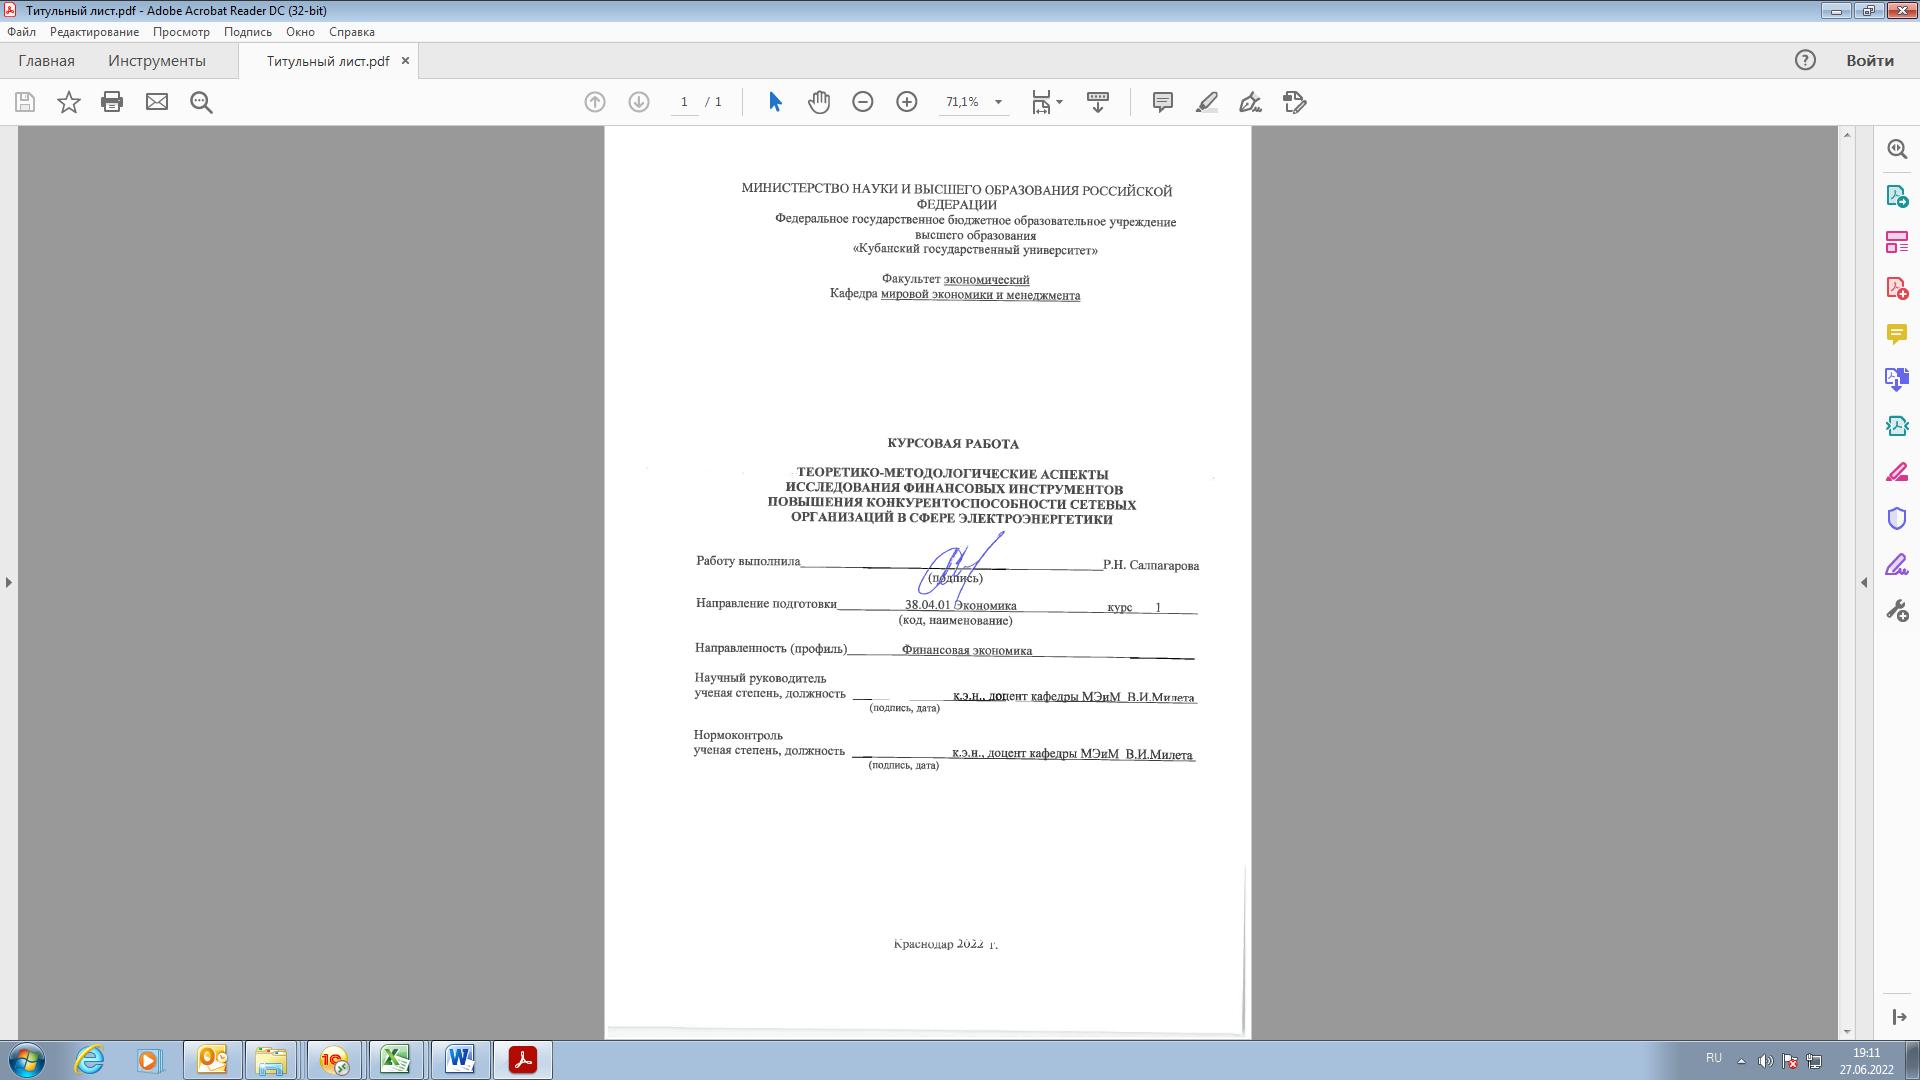 Титульный лист.pdf - Adobe Acrobat Reader DC (32-bit)
Файл Редактирование Просмотр Подпись Окно Справка
Главная Инструменты Титульный лист.pdf × Войти
1 / 1 71,1%
МИНИСТЕРСТВО НАУКИ И ВЫСШЕГО ОБРАЗОВАНИЯ РОССИЙСКОЙ
ФЕДЕРАЦИИ
Федеральное государственное бюджетное образовательное учреждение
высшего образования
«Кубанский государственный университет»
Факультет экономический
Кафедра мировой экономики и менеджмента
КУРСОВАЯ РАБОТА
ТЕОРЕТИКО-МЕТОДОЛОГИЧЕСКИЕ АСПЕКТЫ
ИССЛЕДОВАНИЯ ФИНАНСОВЫХ ИНСТРУМЕНТОВ
ПОВЫШЕНИЯ КОНКУРЕНТОСПОСОБНОСТИ СЕТЕВЫХ
ОРГАНИЗАЦИЙ В СФЕРЕ ЭЛЕКТРОЭНЕРГЕТИКИ
Работу выполнила Р.Н. Салпагарова
(подпись)
Направление подготовки 38.04.01 Экономика курс 1
(код, наименование)
Направленность (профиль) Финансовая экономика
Научный руководитель
ученая степень, должность к.э.н., доцент кафедры МЭиМ В.И.Милета
(подпись, дата)
Нормоконтроль
ученая степень, должность к.э.н., доцент кафедры МЭиМ В.И.Милета
(подпись, дата)
Краснодар 2022 г.
RU
19:11
27.06.2022